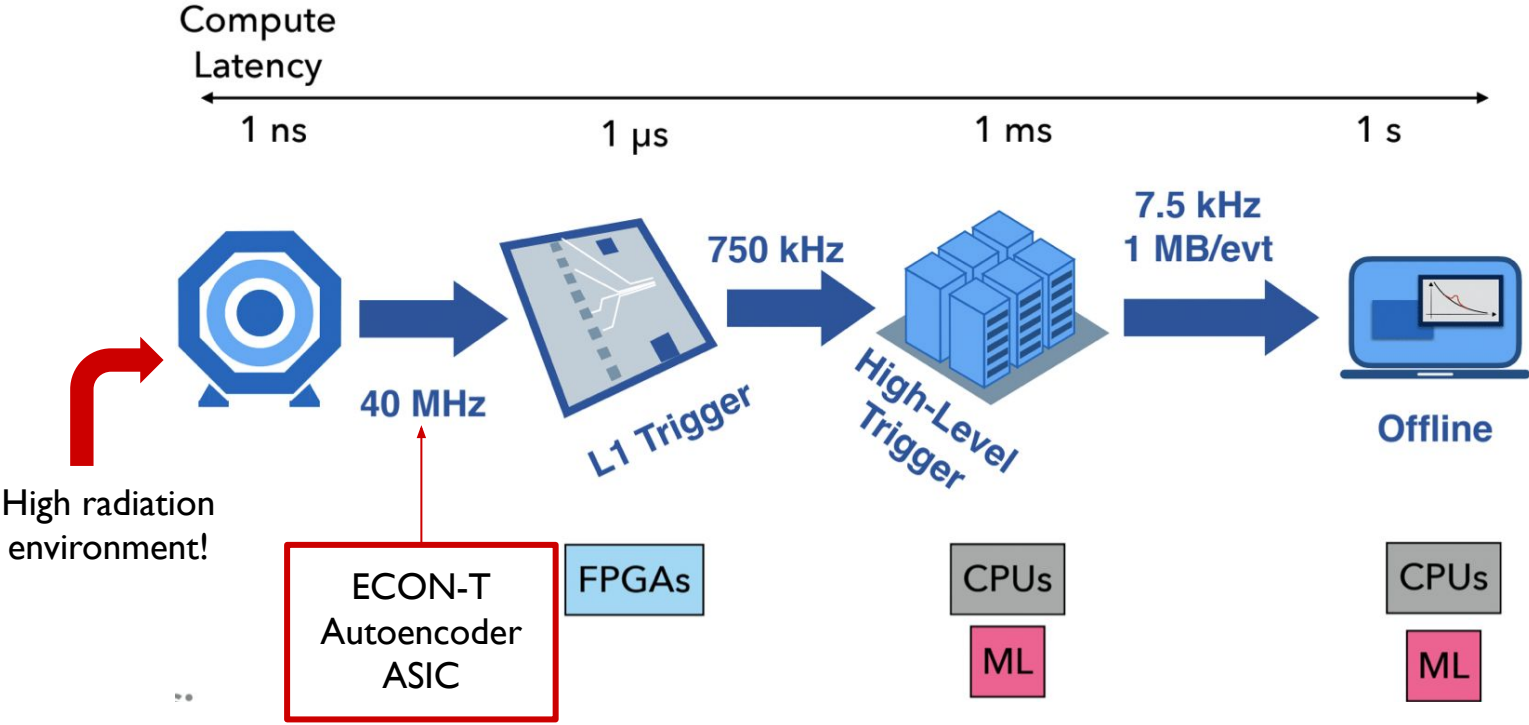 Compute
Latency
1 ns
1 μs
1 ms
1 s
40 MHz
750 kHz
7.5 kHz
1 MB/evt
L1 Trigger
High-Level
Trigger
Offline
High radiation
environment!
ECON-T
Autoencoder
ASIC
FPGAs
CPUs
ML
CPUs
ML